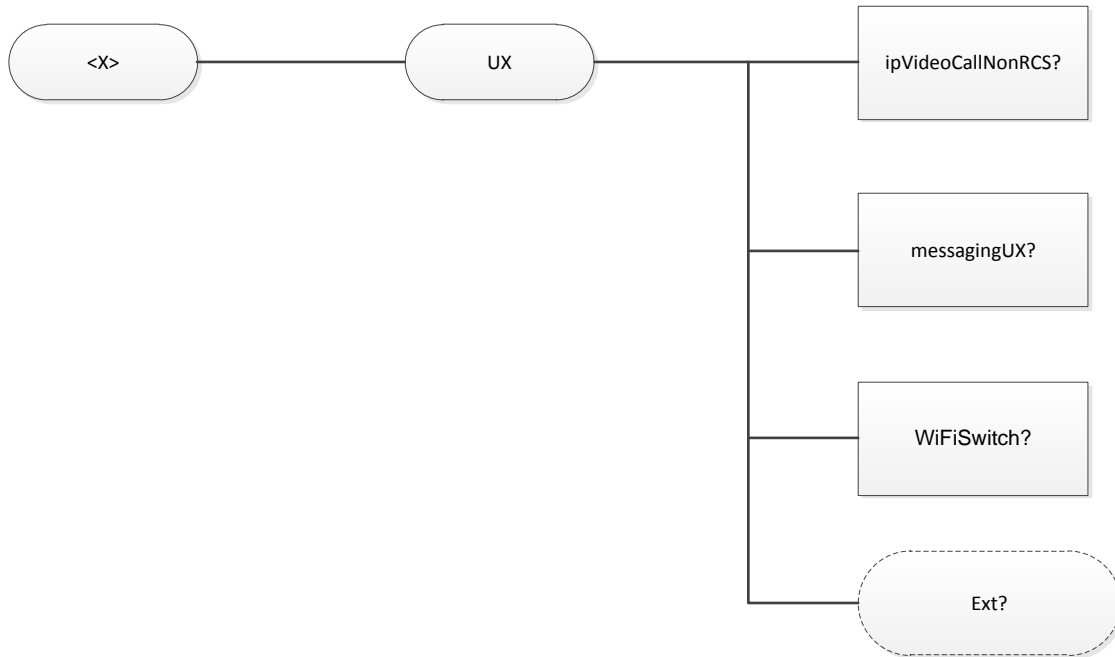 <X>
UX
ipVideoCallNonRCS?
messagingUX?
WiFiSwitch?
Ext?